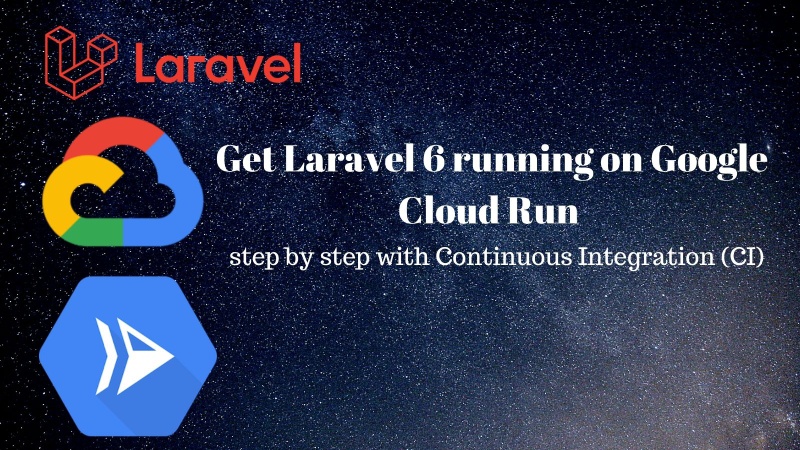 Laravel
Get Laravel 6 running on Google
Cloud Run
step by step with Continuous Integration (CI)